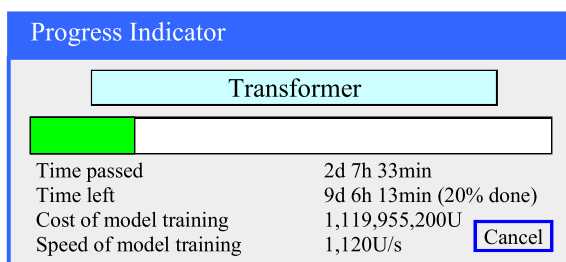 Progress Indicator
Transformer
Time passed 2d 7h 33min
Time left 9d 6h 13min (20% done)
Cost of model training 1,119,955,200U
Speed of model training 1,120U/s
Cancel